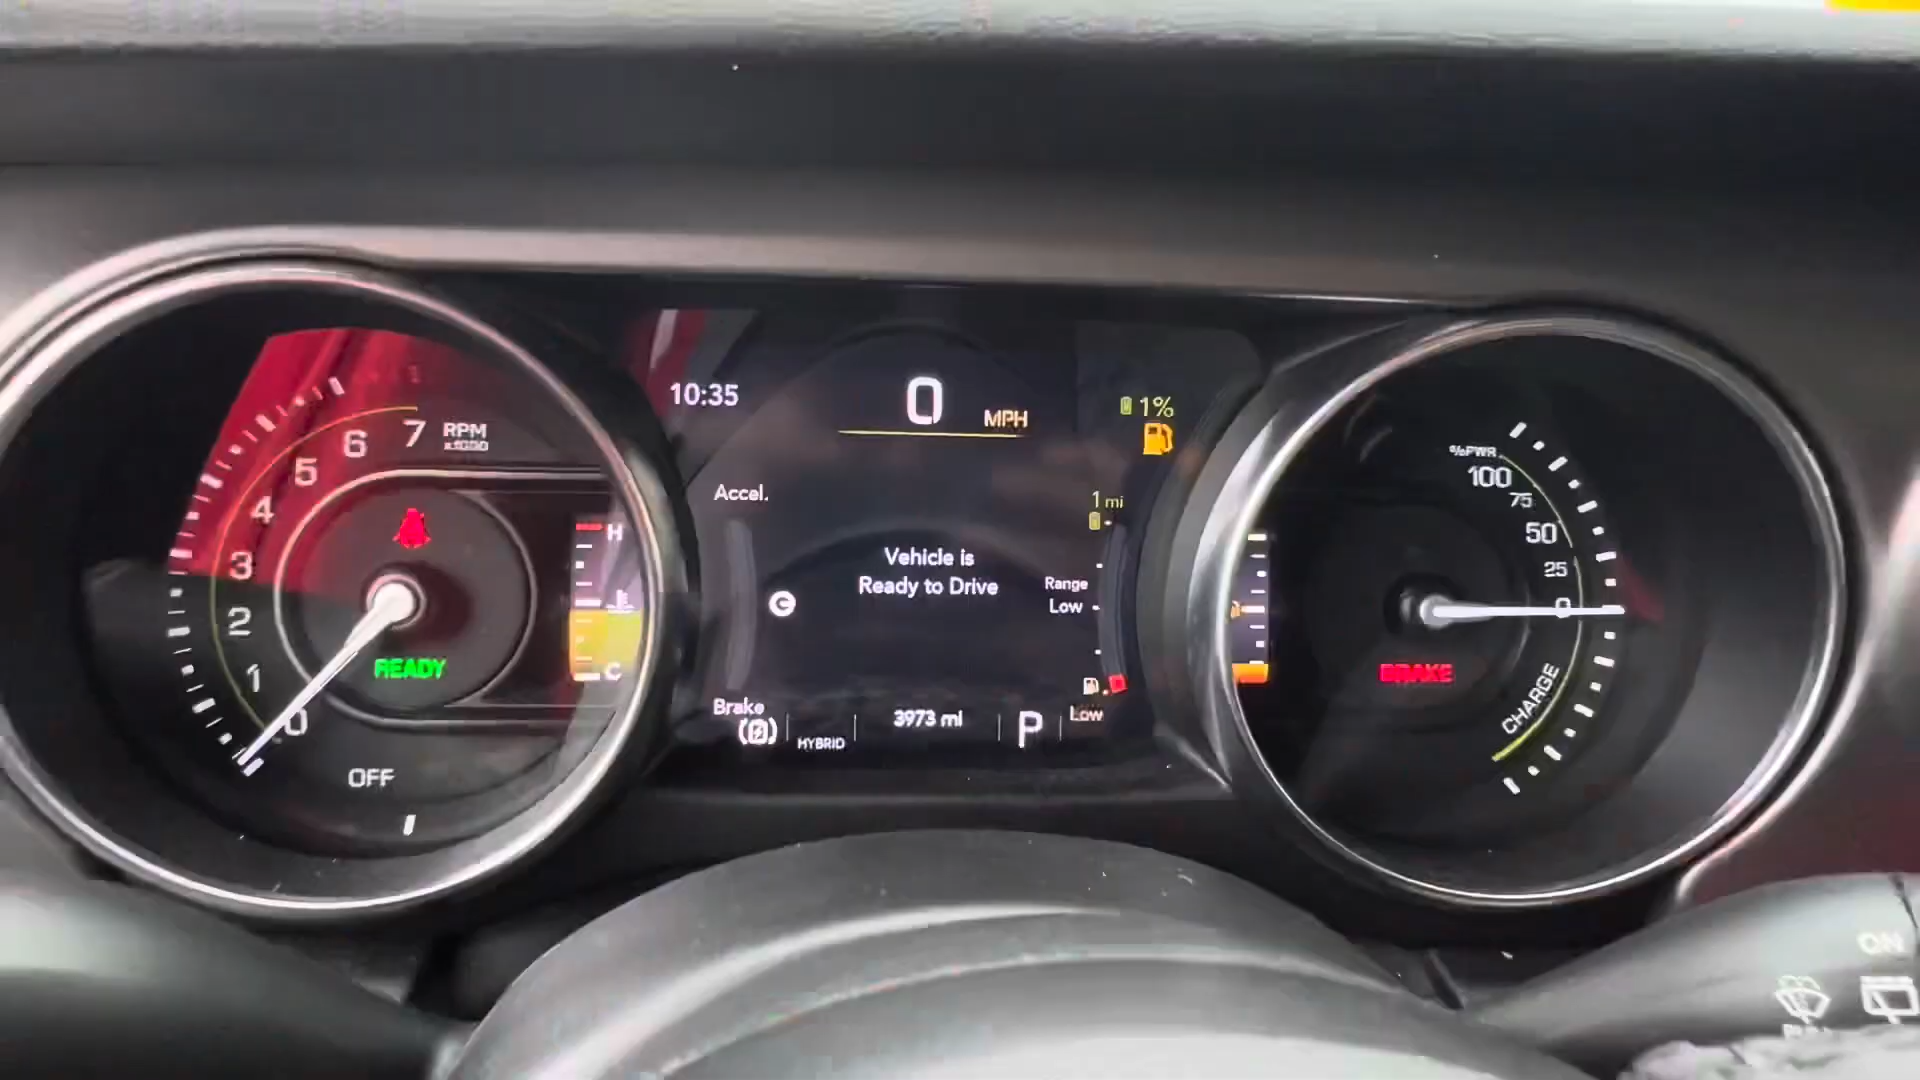 7
RPM
x1000
6
5
4
3
2
1
0
READY
OFF
H
C
10:35
0
MPH
1%
Accel.
1 mi
Vehicle is
Ready to Drive
Range
Low
Brake
HYBRID
3973 mi
P
Low
%PWR
100
75
50
25
0
BRAKE
CHARGE
ON